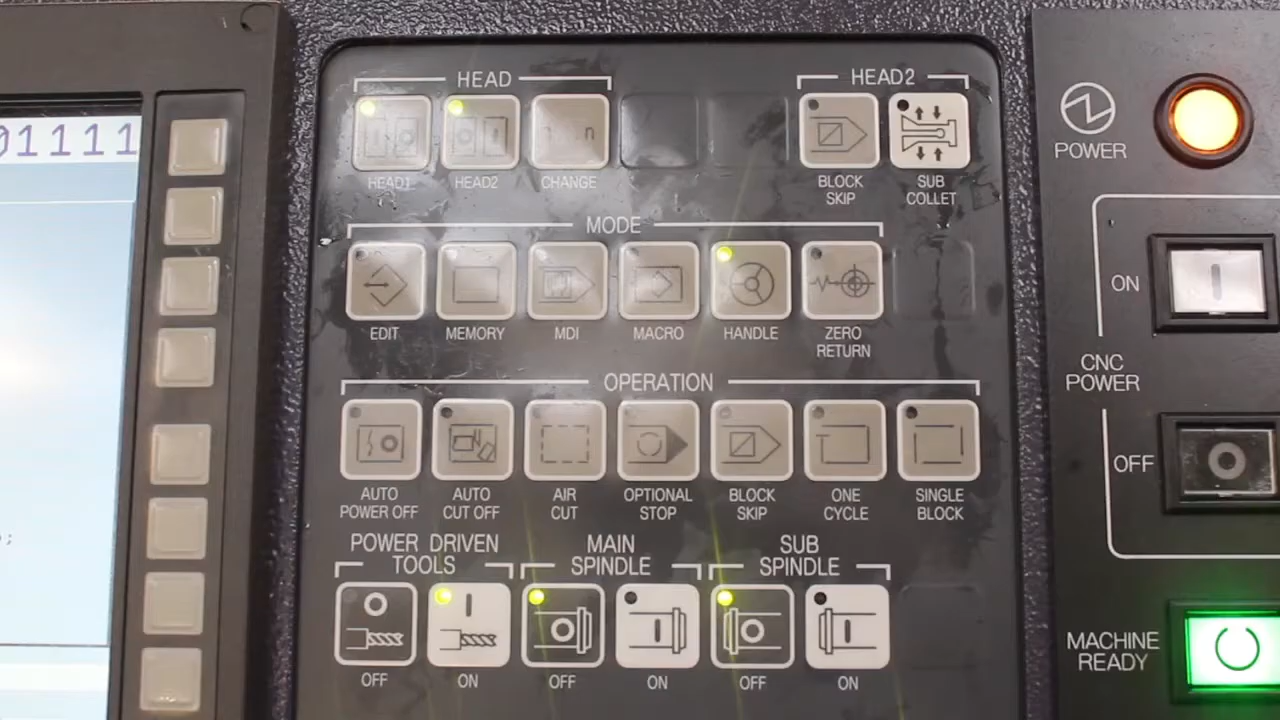 01111
;
HEAD
HEAD2
HEAD1
HEAD2
CHANGE
BLOCK
SKIP
SUB
COLLET
POWER
MODE
EDIT
MEMORY
MDI
MACRO
HANDLE
ZERO
RETURN
ON
CNC
POWER
OFF
OPERATION
AUTO
POWER OFF
AUTO
CUT OFF
AIR
CUT
OPTIONAL
STOP
BLOCK
SKIP
ONE
CYCLE
SINGLE
BLOCK
POWER DRIVEN
TOOLS
MAIN
SPINDLE
SUB
SPINDLE
OFF
ON
OFF
ON
OFF
ON
MACHINE
READY